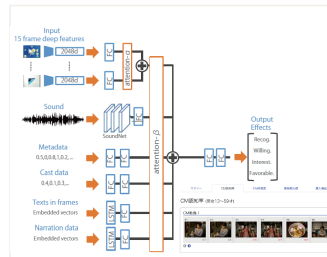 Input
15 frame deep features
2048d
FC
attention-α
2048d
FC
Sound
SoundNet
FC
Metadata
0.5,0,0.8,1,0.2,...
FC
FC
Cast data
0.4,0.1,0.3,...
FC
FC
Texts in frames
Embedded vectors
LSTM
FC
Narration data
Embedded vectors
LSTM
FC
attention-β
FC
FC
Output
Effects
Recog.
Willing.
Interest.
Favorable.